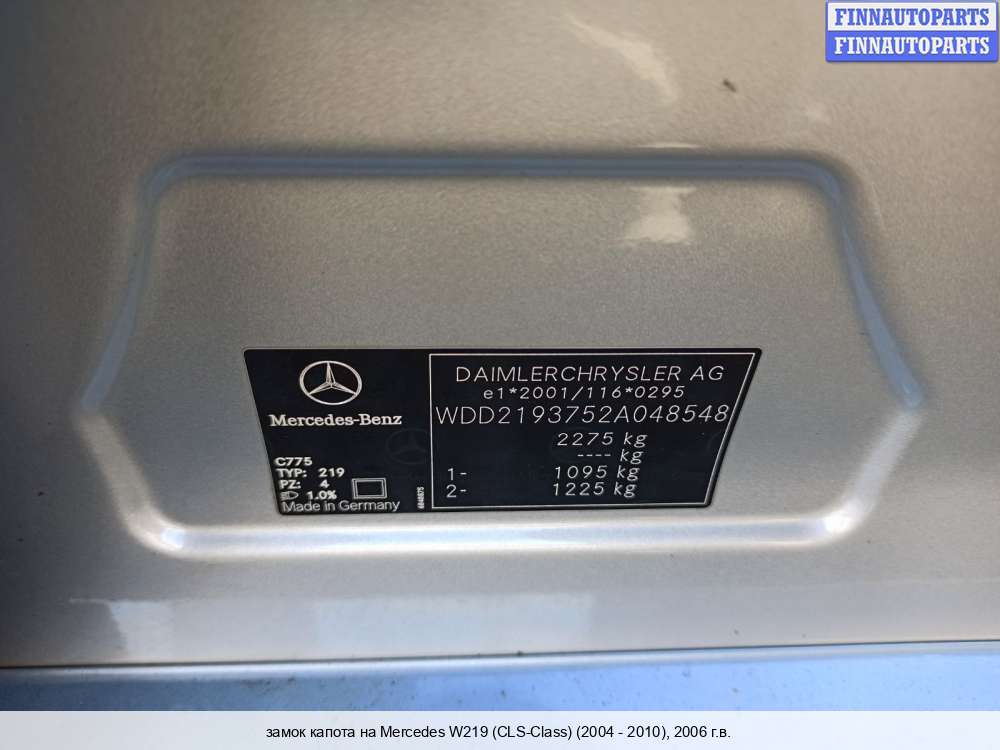 FINNAUTOPARTS
FINNAUTOPARTS
Mercedes-Benz
C775
TYP: 219
PZ: 4
1.0%
Made in Germany
DAIMLERCHRYSLER AG
e1*2001/116*0295
WDD2193752A048548
2275 kg
---- kg
1- 1095 kg
2- 1225 kg
замок капота на Mercedes W219 (CLS-Class) (2004 - 2010), 2006 г.в.